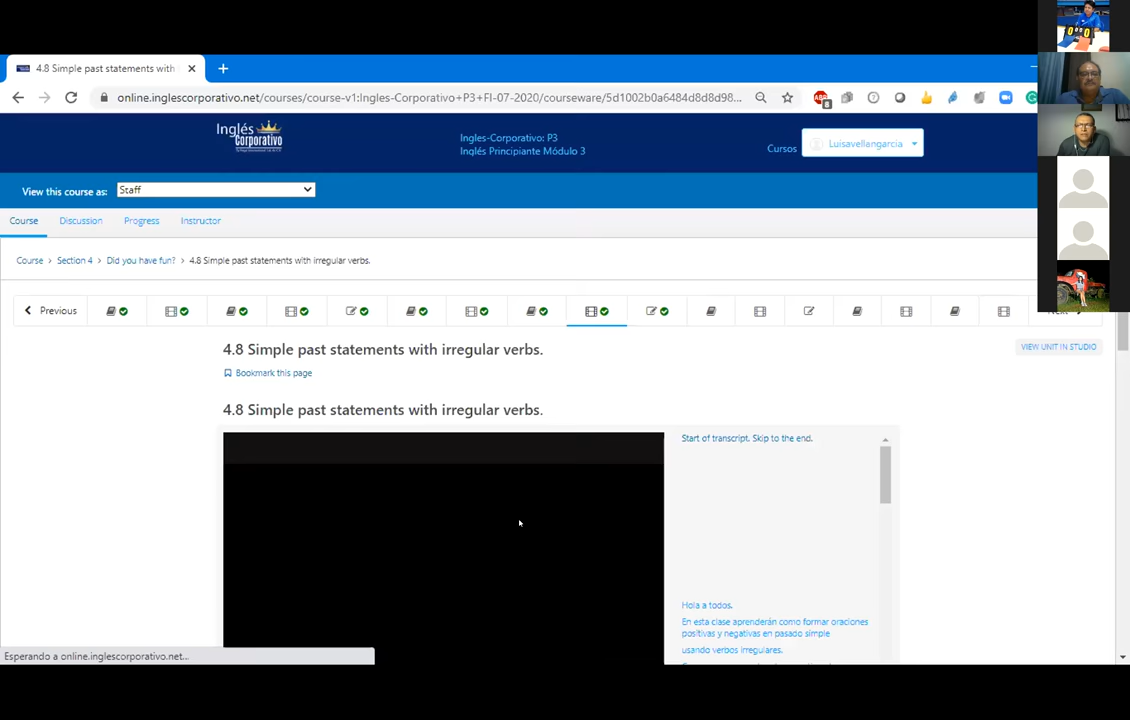 4.8 Simple past statements with
online.inglescorporativo.net/courses/course-v1:Ingles-Corporativo+P3+FI-07-2020/courseware/5d1002b0a6484d8d8d98...
ABP
8
Inglés
Corporativo
Ingles-Corporativo: P3
Inglés Principiante Módulo 3
Cursos
Luisavellangarcia
View this course as:
Staff
Course
Discussion
Progress
Instructor
Course > Section 4 > Did you have fun? > 4.8 Simple past statements with irregular verbs.
Previous
4.8 Simple past statements with irregular verbs.
VIEW UNIT IN STUDIO
Bookmark this page
4.8 Simple past statements with irregular verbs.
Start of transcript. Skip to the end.
Hola a todos.
En esta clase aprenderán como formar oraciones
positivas y negativas en pasado simple
usando verbos irregulares.
Esperando a online.inglescorporativo.net...